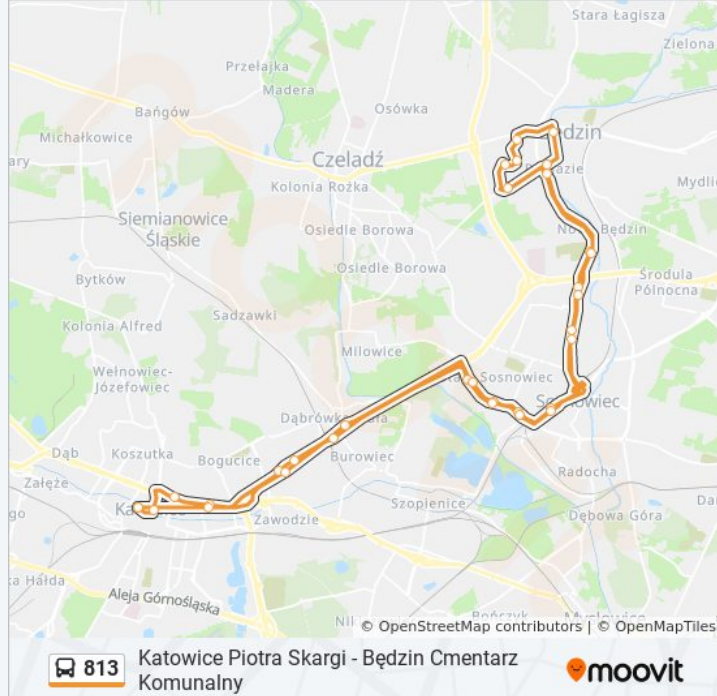 Stara Łagisza
Zielona
Przełajka
Madera
Osówka
Bańgów
Michałkowice
Czeladź
Kolonia Rożka
Siemianowice
Śląskie
Osiedle Borowa
Osiedle Borowa
Bytków
Środula
Północna
Sadzawki
Kolonia Alfred
Milowice
Wełnowiec-
Józefowiec
Sosnowiec
Dąb
Koszutka
Bogucice
Burowiec
Załęże
Radocha
Szopienice
Zawodzie
Dębowa Góra
Aleja Górnośląska
© OpenStreetMap contributors | © OpenMapTiles
813
Katowice Piotra Skargi - Będzin Cmentarz
Komunalny
moovit